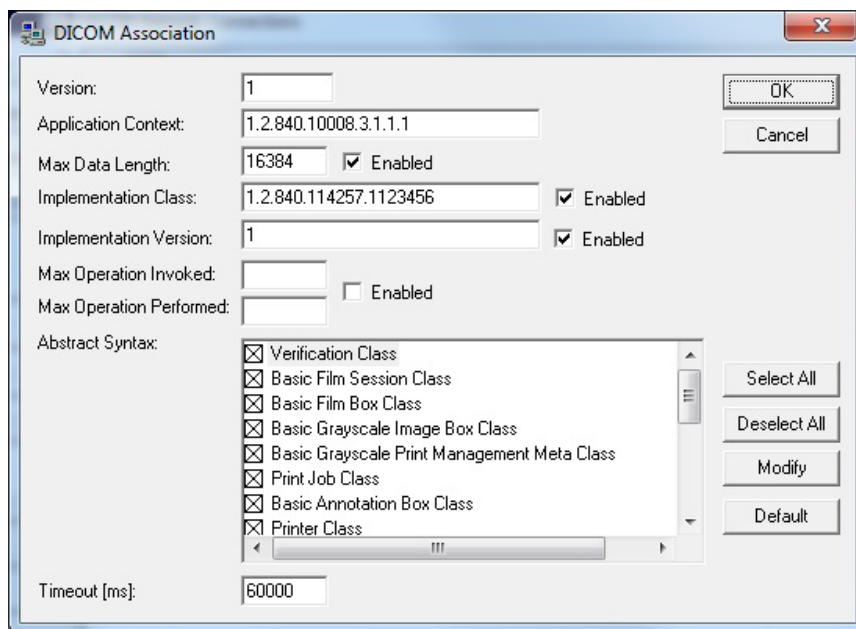 DICOM Association
Version: 1
OK
Application Context: 1.2.840.10008.3.1.1.1
Cancel
Max Data Length: 16384 Enabled
Implementation Class: 1.2.840.114257.1123456 Enabled
Implementation Version: 1 Enabled
Max Operation Invoked:
Enabled
Max Operation Performed:
Abstract Syntax:
Verification Class
Basic Film Session Class
Basic Film Box Class
Basic Grayscale Image Box Class
Basic Grayscale Print Management Meta Class
Print Job Class
Basic Annotation Box Class
Printer Class
Select All
Deselect All
Modify
Default
Timeout [ms]: 60000